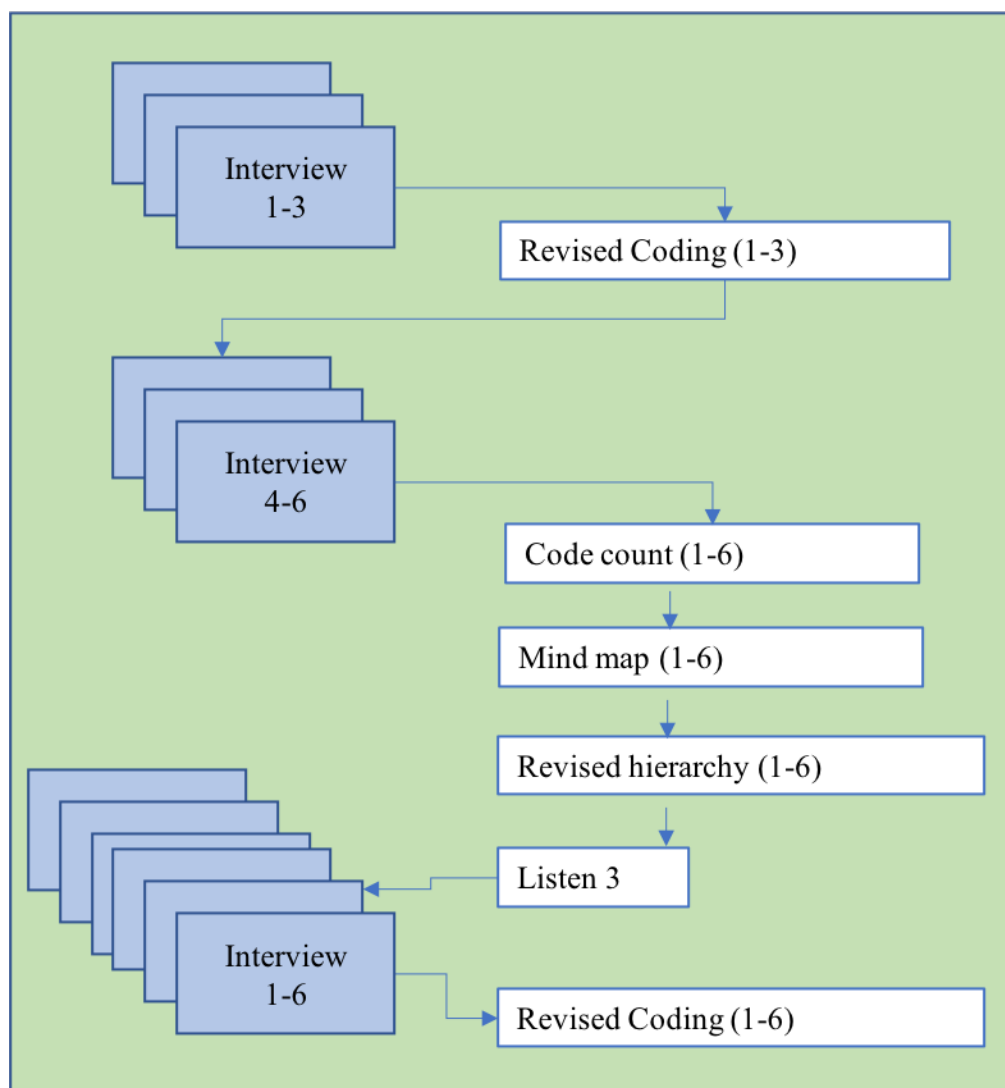 Interview
1-3
Revised Coding (1-3)
Interview
4-6
Code count (1-6)
Mind map (1-6)
Revised hierarchy (1-6)
Listen 3
Interview
1-6
Revised Coding (1-6)